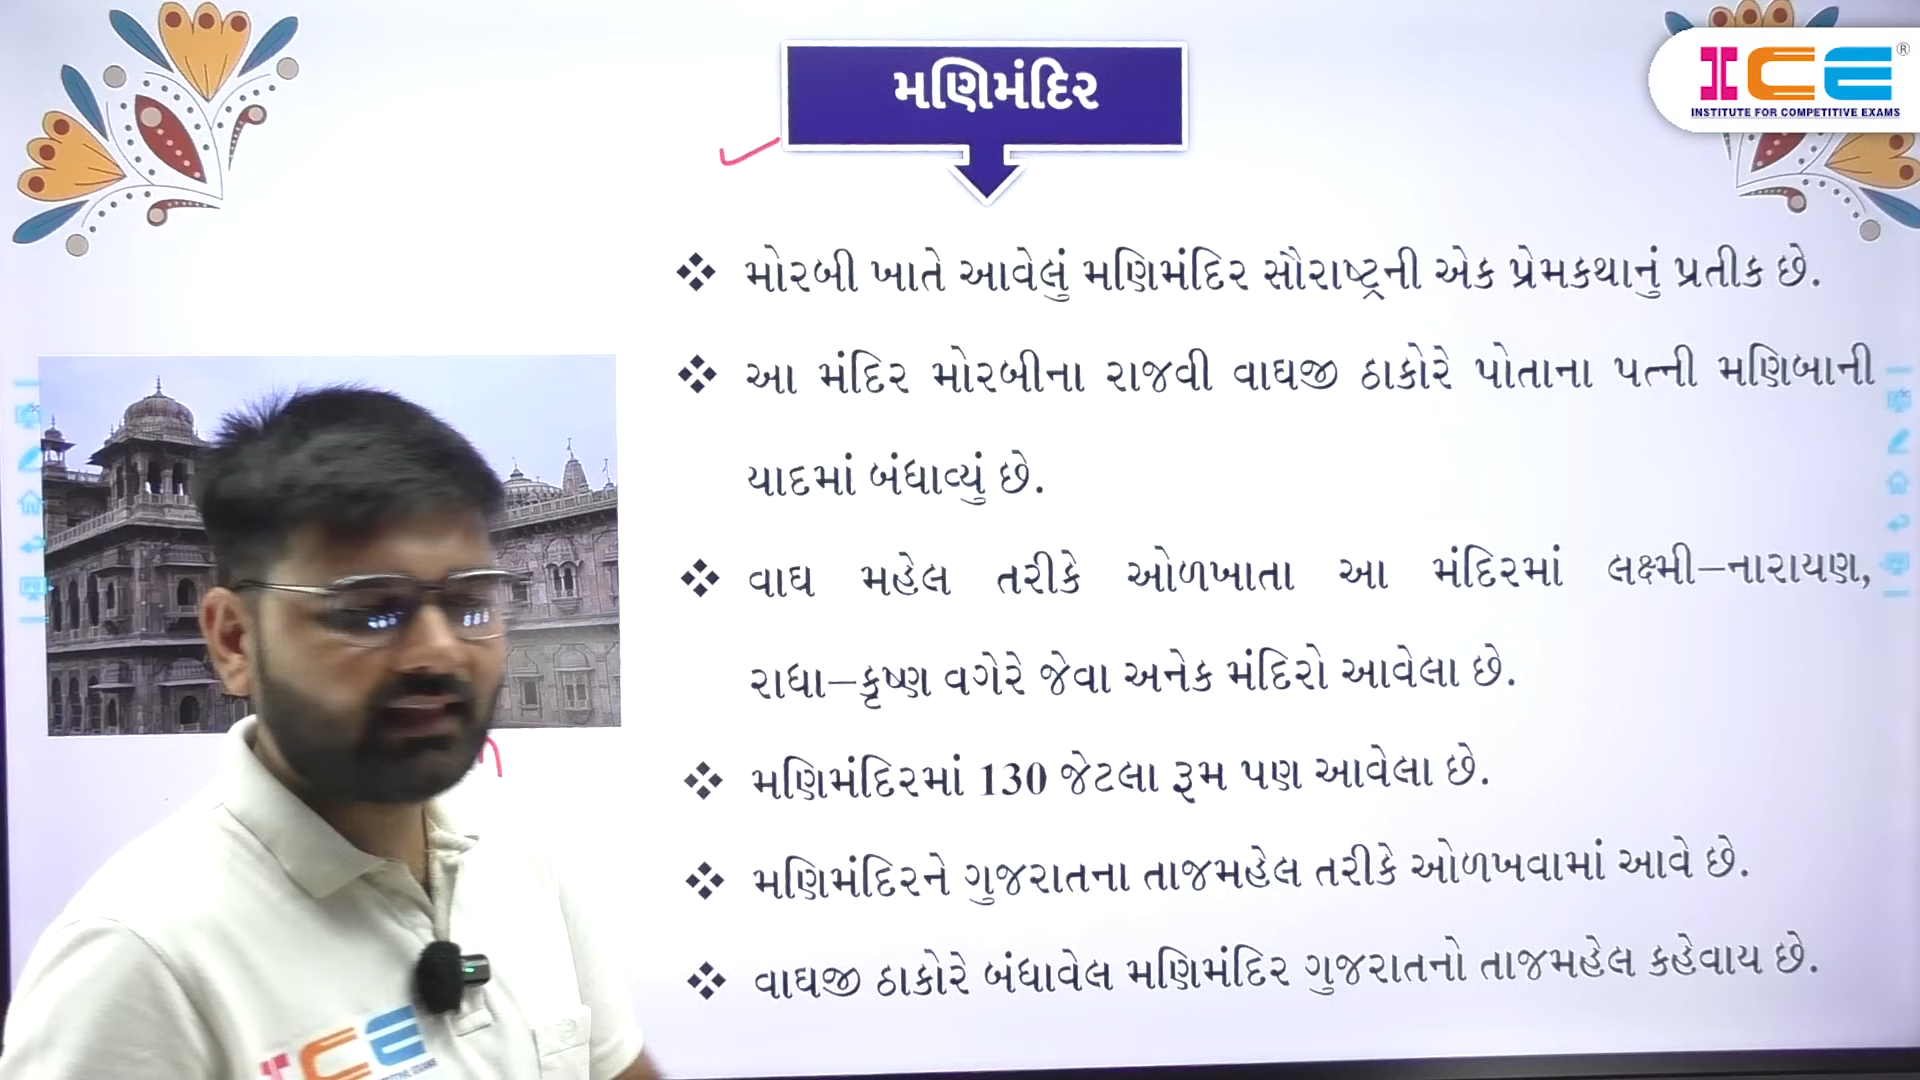 મણિમંદિર
ICE®
INSTITUTE FOR COMPETITIVE EXAMS
❖ મોરબી ખાતે આવેલું મણિમંદિર સૌરાષ્ટ્રની એક પ્રેમકથાનું પ્રતીક છે.
❖ આ મંદિર મોરબીના રાજવી વાઘજી ઠાકોરે પોતાના પત્ની મણિબાની
યાદમાં બંધાવ્યું છે.
❖ વાઘ મહેલ તરીકે ઓળખાતા આ મંદિરમાં લક્ષ્મી–નારાયણ,
રાધા–કૃષ્ણ વગેરે જેવા અનેક મંદિરો આવેલા છે.
❖ મણિમંદિરમાં 130 જેટલા રૂમ પણ આવેલા છે.
❖ મણિમંદિરને ગુજરાતના તાજમહેલ તરીકે ઓળખવામાં આવે છે.
❖ વાઘજી ઠાકોરે બંધાવેલ મણિમંદિર ગુજરાતનો તાજમહેલ કહેવાય છે.
ICE